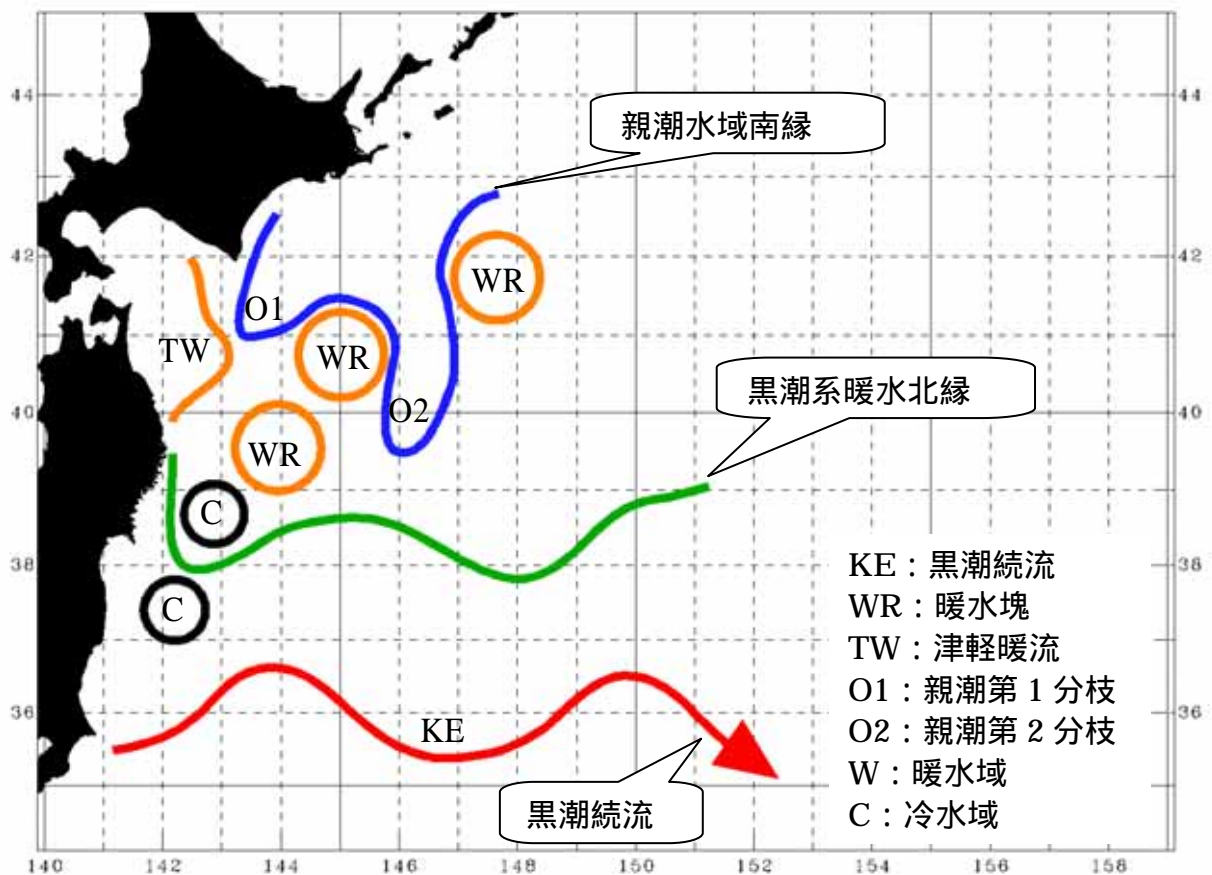 44
44
親潮水域南縁
42
42
WR
O1
TW
WR
O2
黒潮系暖水北縁
40
40
WR
C
38
38
C
KE:黒潮続流
WR:暖水塊
TW:津軽暖流
O1:親潮第1分枝
O2:親潮第2分枝
W:暖水域
C:冷水域
36
36
KE
黒潮続流
140
142
144
146
148
150
152
154
156
158